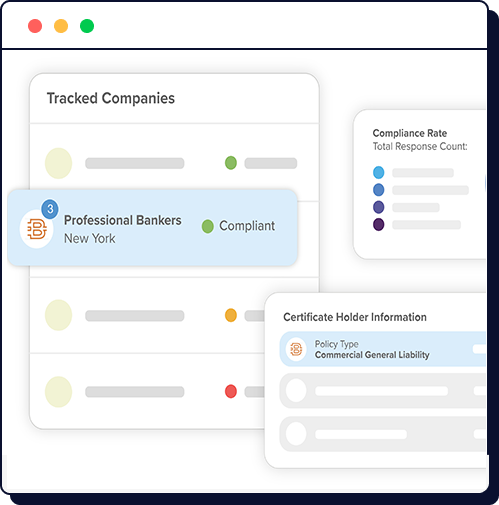 Tracked Companies
Compliance Rate
Total Response Count:
3
Professional Bankers
New York
Compliant
Certificate Holder Information
Policy Type
Commercial General Liability